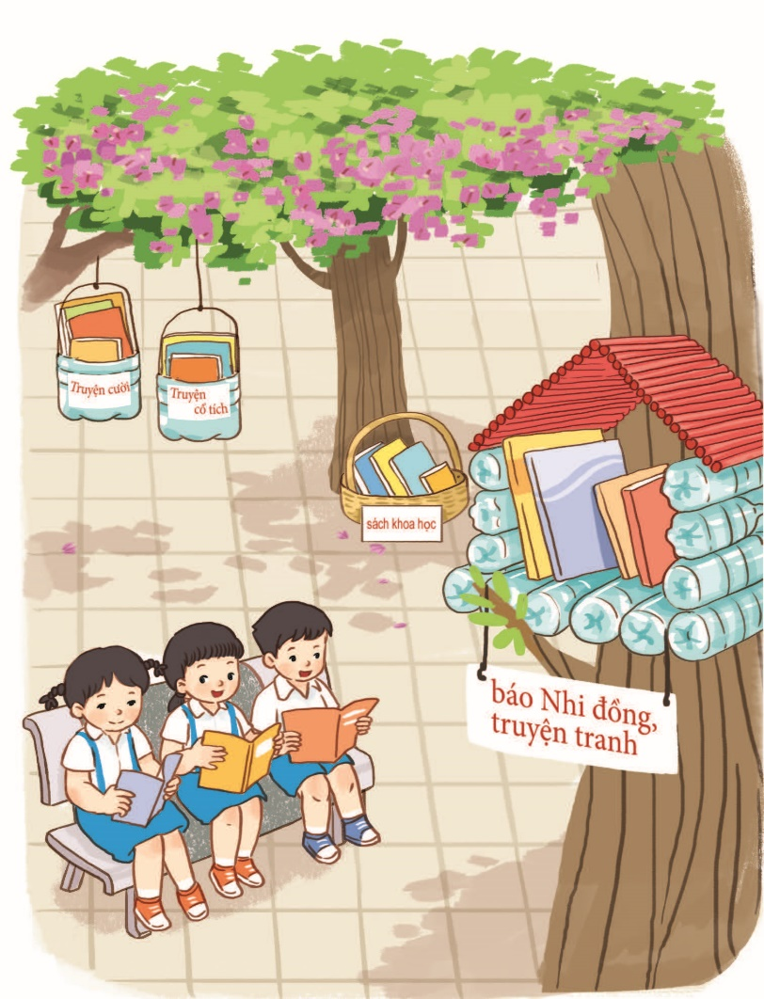 Truyện cười
Truyện
cổ tích
sách khoa học
báo Nhi đồng,
truyện tranh